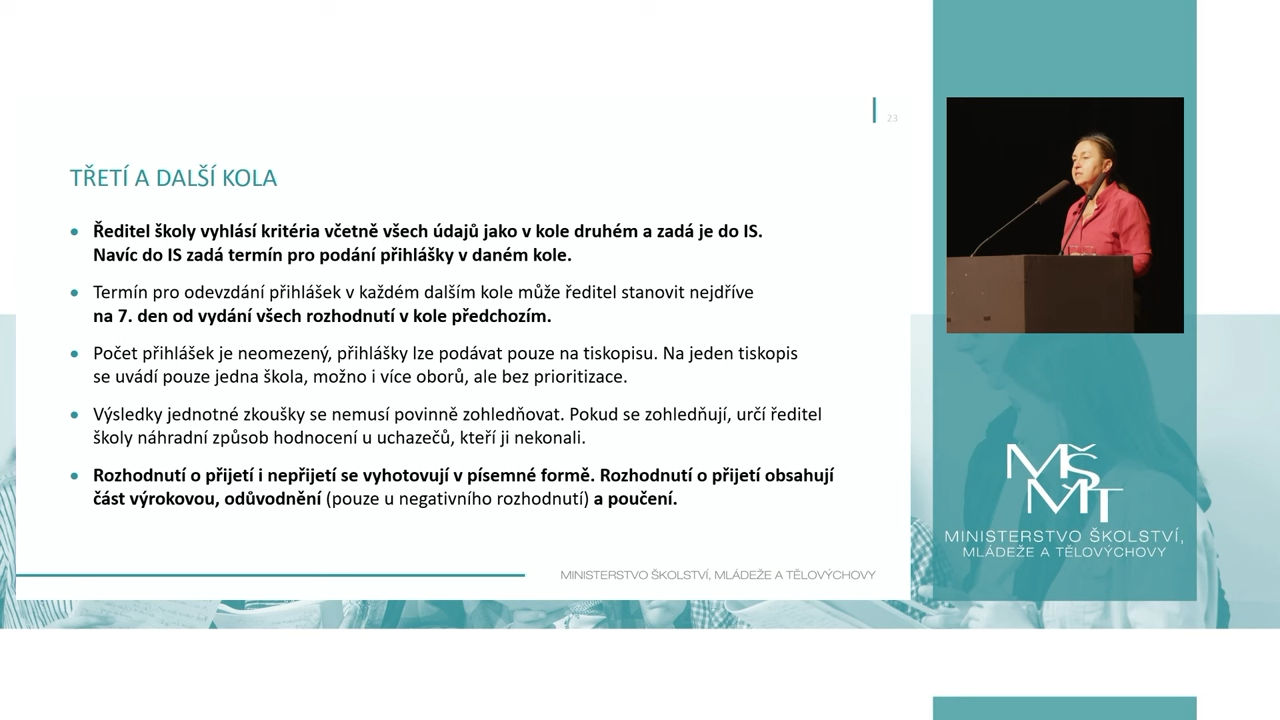 23
TŘETÍ A DALŠÍ KOLA
• Ředitel školy vyhlásí kritéria včetně všech údajů jako v kole druhém a zadá je do IS.
Navíc do IS zadá termín pro podání přihlášky v daném kole.
• Termín pro odevzdání přihlášek v každém dalším kole může ředitel stanovit nejdříve
na 7. den od vydání všech rozhodnutí v kole předchozím.
• Počet přihlášek je neomezený, přihlášky lze podávat pouze na tiskopisu. Na jeden tiskopis
se uvádí pouze jedna škola, možno i více oborů, ale bez prioritizace.
• Výsledky jednotné zkoušky se nemusí povinně zohledňovat. Pokud se zohledňují, určí ředitel
školy náhradní způsob hodnocení u uchazečů, kteří ji nekonali.
• Rozhodnutí o přijetí i nepřijetí se vyhotovují v písemné formě. Rozhodnutí o přijetí obsahují
část výrokovou, odůvodnění (pouze u negativního rozhodnutí) a poučení.
MINISTERSTVO ŠKOLSTVÍ, MLÁDEŽE A TĚLOVÝCHOVY
MŠ
MT
MINISTERSTVO ŠKOLSTVÍ,
MLÁDEŽE A TĚLOVÝCHOVY